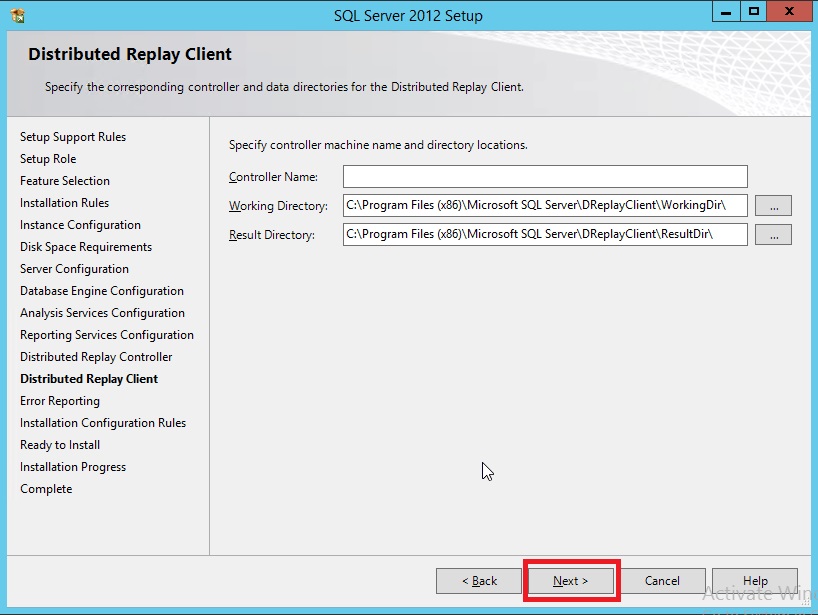 SQL Server 2012 Setup
Distributed Replay Client
Specify the corresponding controller and data directories for the Distributed Replay Client.
Setup Support Rules
Setup Role
Feature Selection
Installation Rules
Instance Configuration
Disk Space Requirements
Server Configuration
Database Engine Configuration
Analysis Services Configuration
Reporting Services Configuration
Distributed Replay Controller
Distributed Replay Client
Error Reporting
Installation Configuration Rules
Ready to Install
Installation Progress
Complete
Specify controller machine name and directory locations.
Controller Name:
Working Directory: C:\Program Files (x86)\Microsoft SQL Server\DReplayClient\WorkingDir\ ...
Result Directory: C:\Program Files (x86)\Microsoft SQL Server\DReplayClient\ResultDir\ ...
< Back Next > Cancel Help
Activate Win